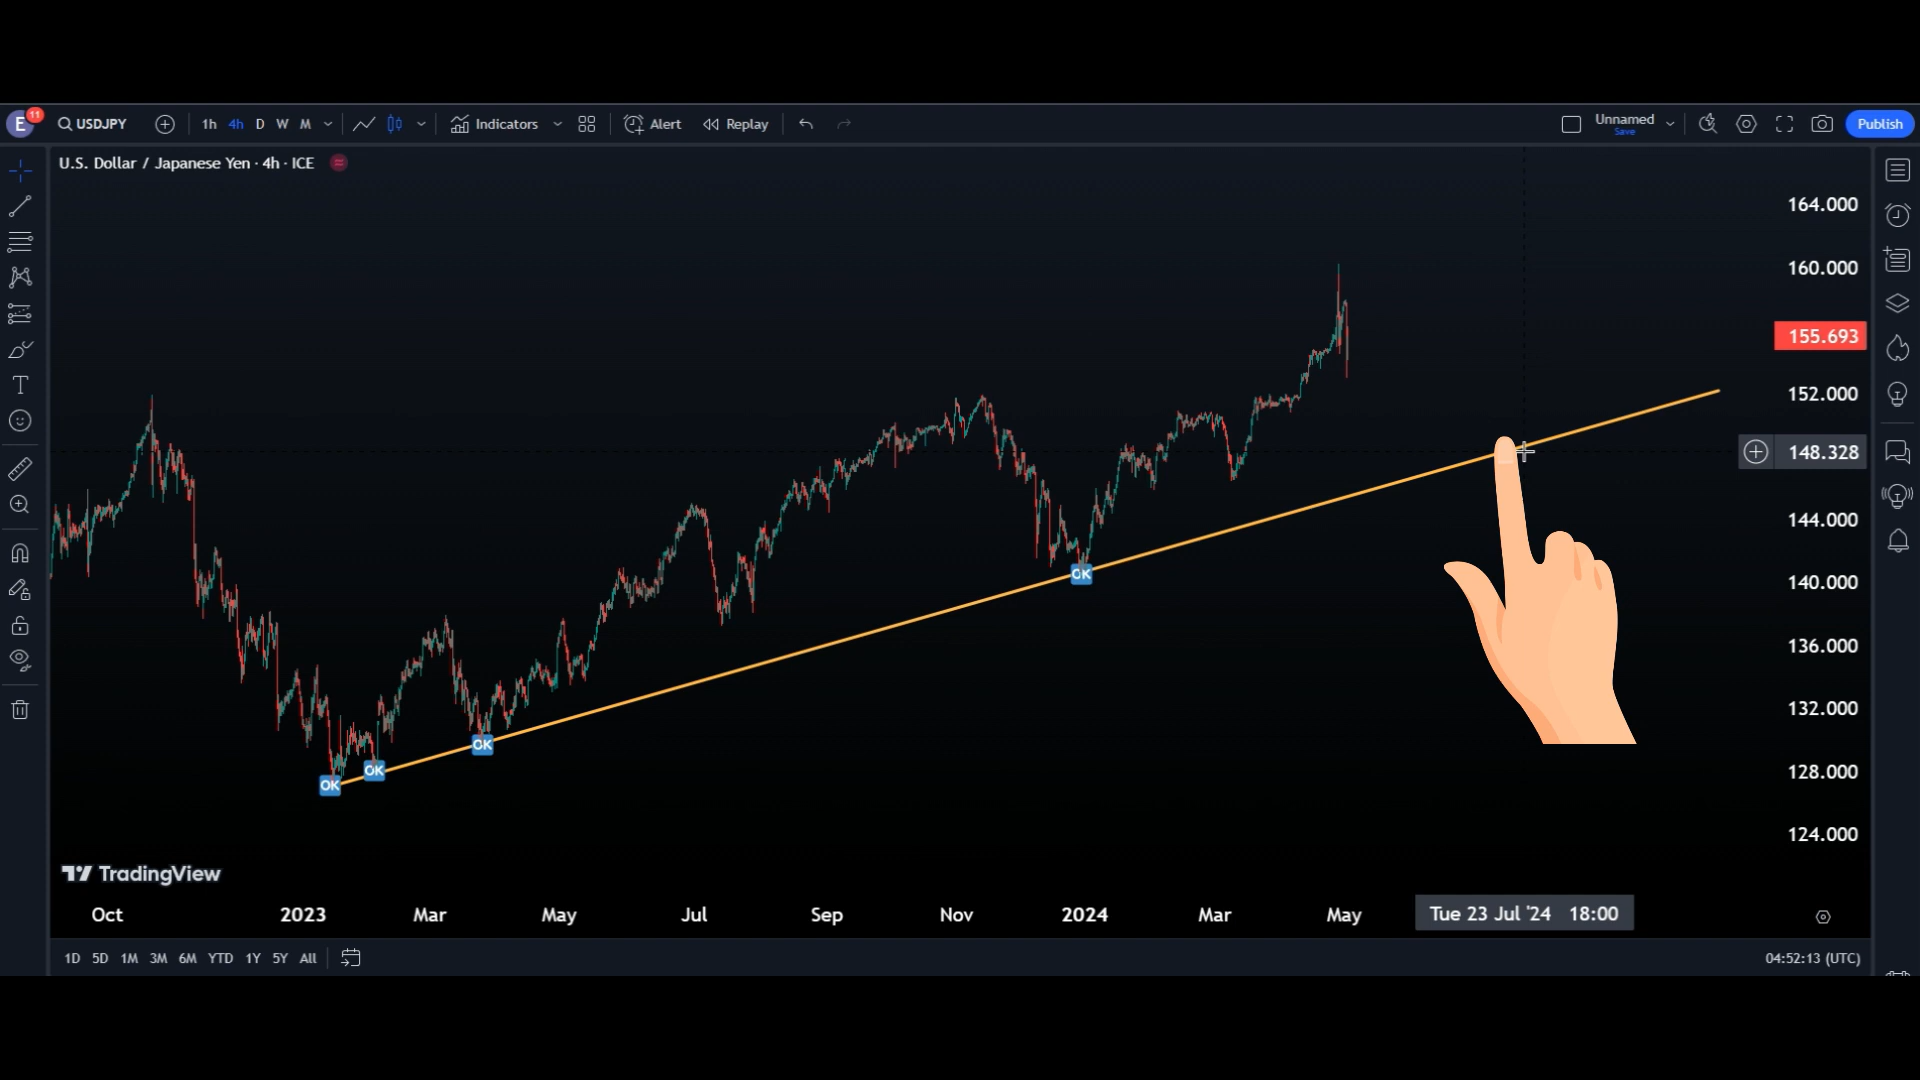 E 11 USDJPY 1h 4h D W M Indicators Alert Replay Unnamed Save Publish
U.S. Dollar / Japanese Yen · 4h · ICE
164.000
160.000
155.693
152.000
148.328
144.000
140.000
136.000
132.000
128.000
124.000
OK
OK
OK
OK
TradingView
Oct 2023 Mar May Jul Sep Nov 2024 Mar May Tue 23 Jul '24 18:00
1D 5D 1M 3M 6M YTD 1Y 5Y All 04:52:13 (UTC)